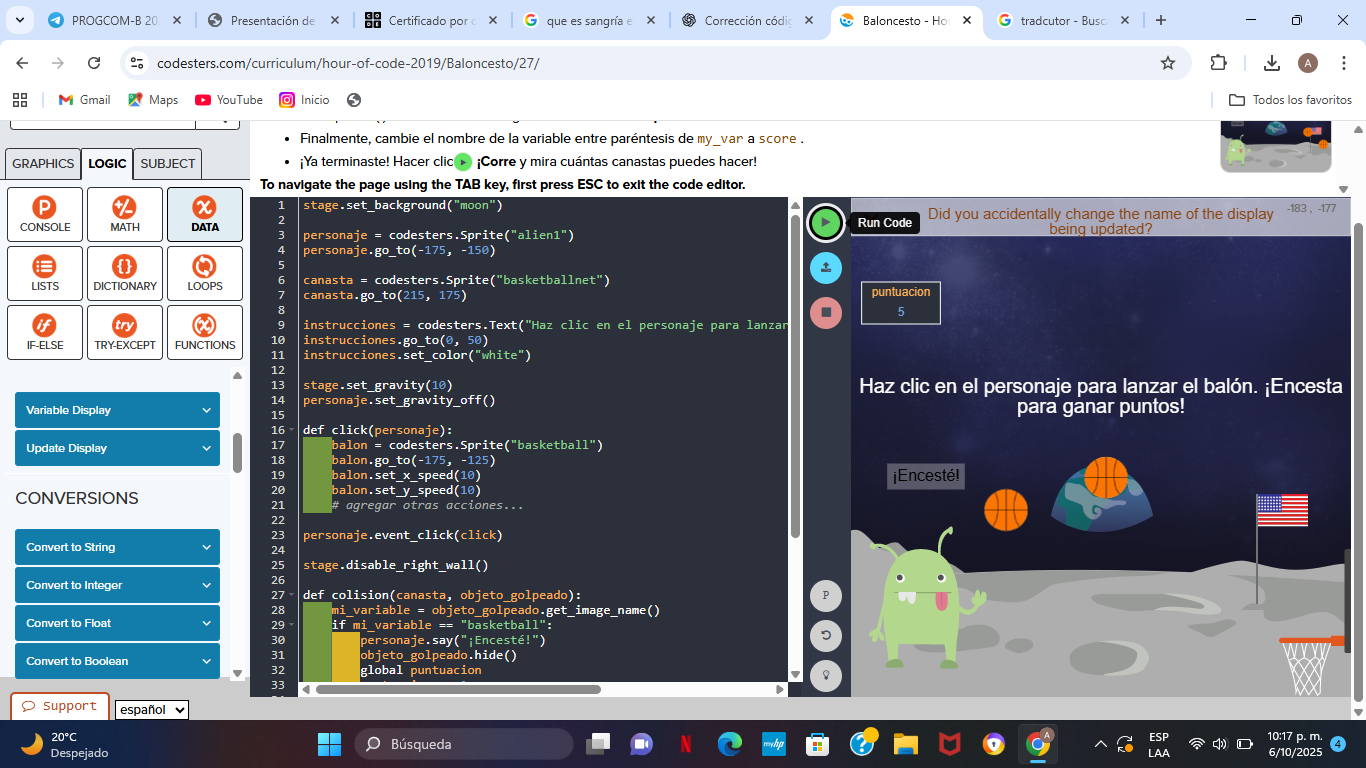 PROGCOM-B 20
Presentación de
Certificado por c
que es sangría e
Corrección códig
Baloncesto - Ho
tradcutor - Busc
codesters.com/curriculum/hour-of-code-2019/Baloncesto/27/
A
Gmail
Maps
YouTube
Inicio
Todos los favoritos
Finalmente, cambie el nombre de la variable entre paréntesis de my_var a score .
¡Ya terminaste! Hacer clic ¡Corre y mira cuántas canastas puedes hacer!
To navigate the page using the TAB key, first press ESC to exit the code editor.
GRAPHICS
LOGIC
SUBJECT
CONSOLE
MATH
DATA
LISTS
DICTIONARY
LOOPS
IF-ELSE
TRY-EXCEPT
FUNCTIONS
Variable Display
Update Display
CONVERSIONS
Convert to String
Convert to Integer
Convert to Float
Convert to Boolean
Support
español
1 stage.set_background("moon")
2
3 personaje = codesters.Sprite("alien1")
4 personaje.go_to(-175, -150)
5
6 canasta = codesters.Sprite("basketballnet")
7 canasta.go_to(215, 175)
8
9 instrucciones = codesters.Text("Haz clic en el personaje para lanzar
10 instrucciones.go_to(0, 50)
11 instrucciones.set_color("white")
12
13 stage.set_gravity(10)
14 personaje.set_gravity_off()
15
16 def click(personaje):
17 balon = codesters.Sprite("basketball")
18 balon.go_to(-175, -125)
19 balon.set_x_speed(10)
20 balon.set_y_speed(10)
21 # agregar otras acciones...
22
23 personaje.event_click(click)
24
25 stage.disable_right_wall()
26
27 def colision(canasta, objeto_golpeado):
28 mi_variable = objeto_golpeado.get_image_name()
29 if mi_variable == "basketball":
30 personaje.say("¡Encesté!")
31 objeto_golpeado.hide()
32 global puntuacion
33
Run Code
Did you accidentally change the name of the display
being updated?
-183 , -177
puntuacion
5
Haz clic en el personaje para lanzar el balón. ¡Encesta
para ganar puntos!
¡Encesté!
P
20°C
Despejado
Búsqueda
myhp
A
ESP
LAA
10:17 p. m.
6/10/2025
4